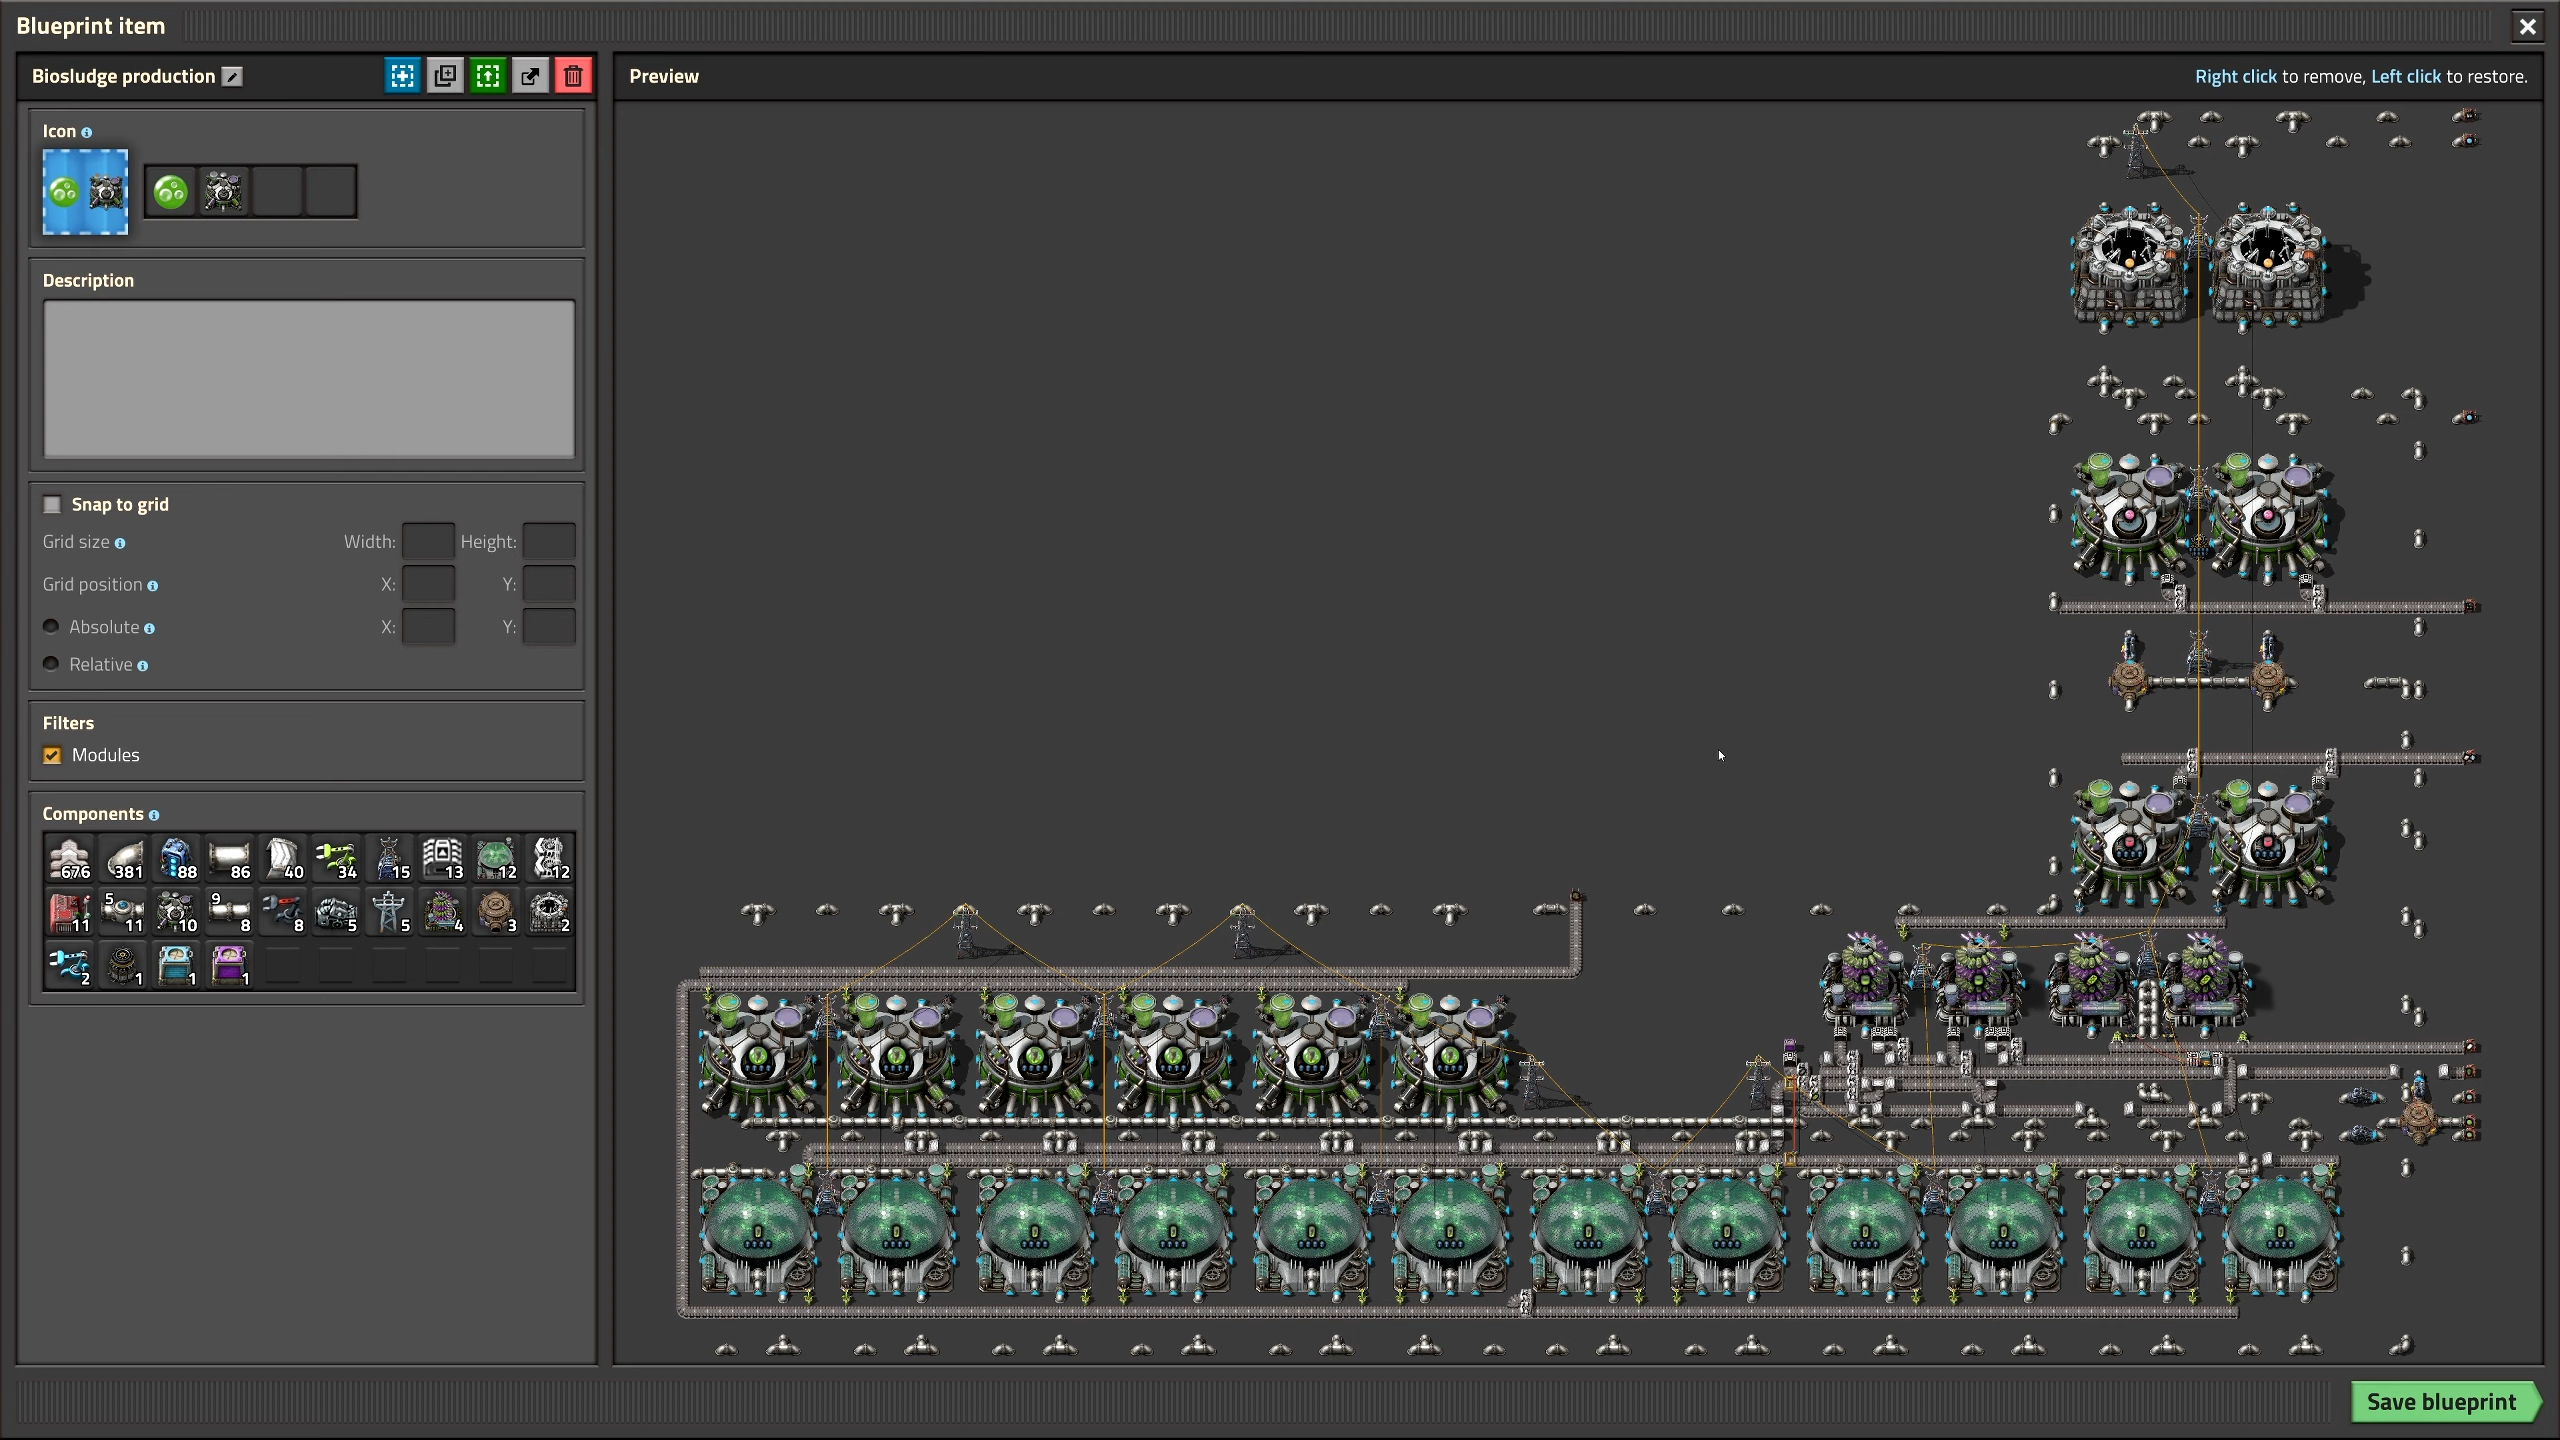 Blueprint item
Biosludge production
Preview
Right click to remove, Left click to restore.
Icon
Description
Snap to grid
Grid size Width: Height:
Grid position X: Y:
Absolute X: Y:
Relative
Filters
Modules
Components
676 381 88 86 40 34 15 13 12 12
11 5 11 10 9 8 8 5 5 4 3 2
2 1 1 1
Save blueprint